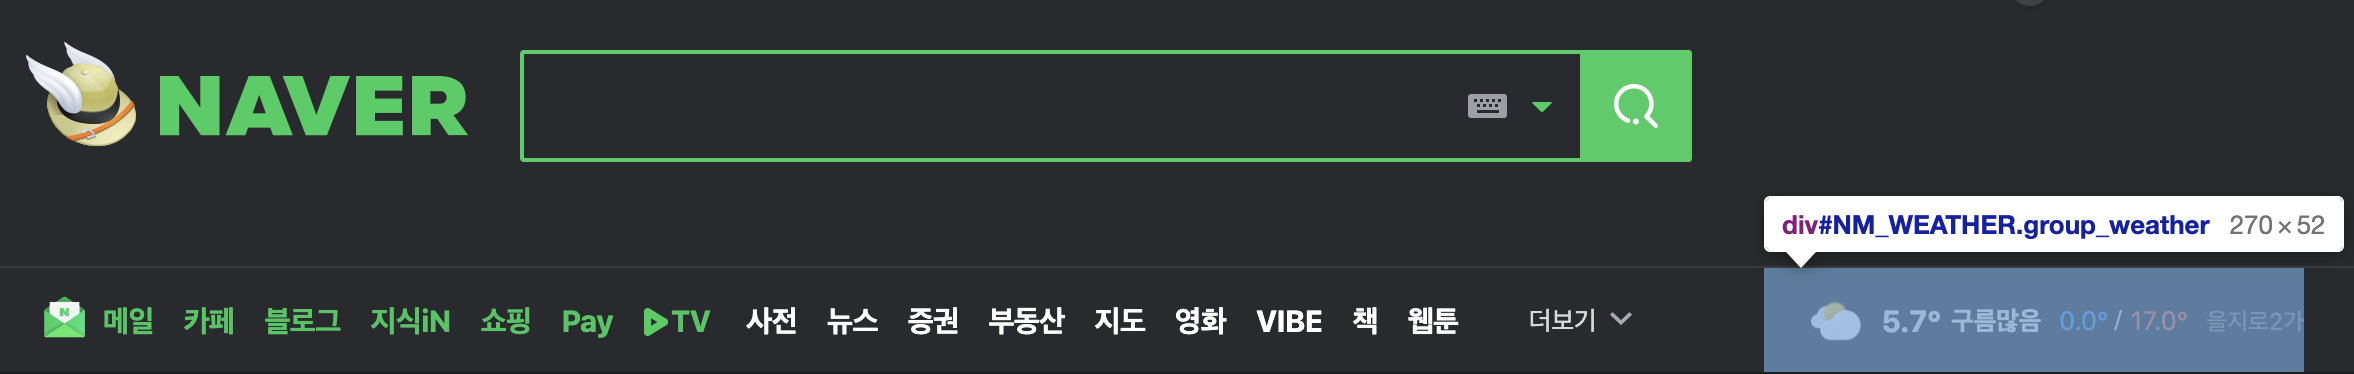 NAVER
div#NM_WEATHER.group_weather 270×52
N 메일 카페 블로그 지식iN 쇼핑 Pay TV 사전 뉴스 증권 부동산 지도 영화 VIBE 책 웹툰 더보기 5.7° 구름많음 0.0° / 17.0° 을지로2가